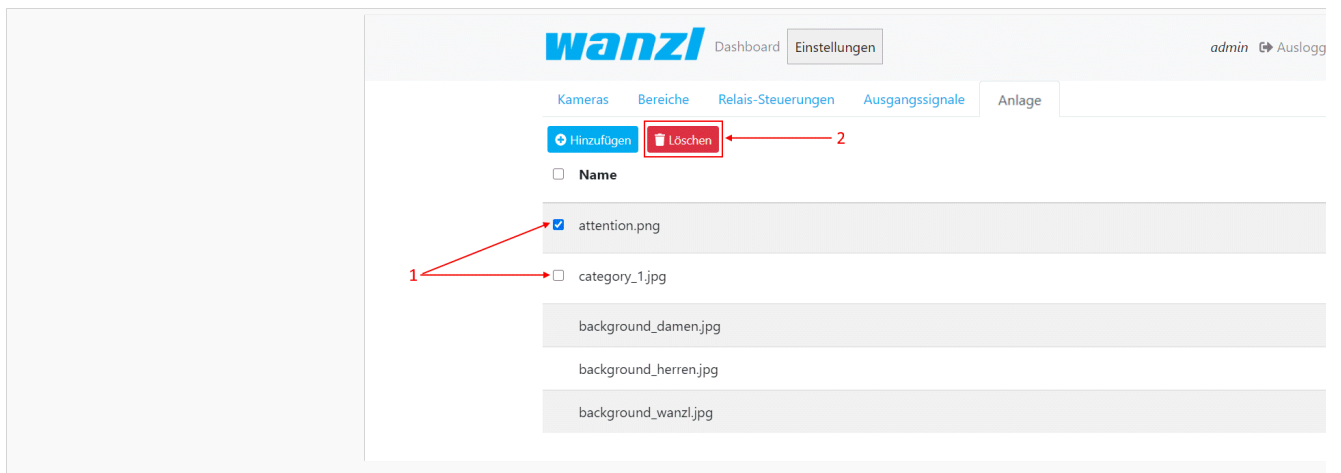 wanzl Dashboard Einstellungen admin Auslogg
Kameras Bereiche Relais-Steuerungen Ausgangssignale Anlage
Hinzufügen Löschen 2
Name
attention.png
1 category_1.jpg
background_damen.jpg
background_herren.jpg
background_wanzl.jpg